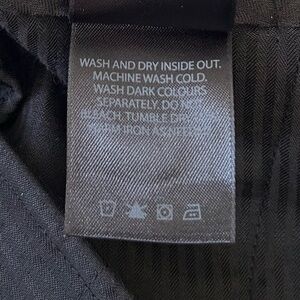 WASH AND DRY INSIDE OUT.
MACHINE WASH COLD.
WASH DARK COLOURS
SEPARATELY. DO NOT
BLEACH. TUMBLE DRY
WARM IRON AS NEEDED